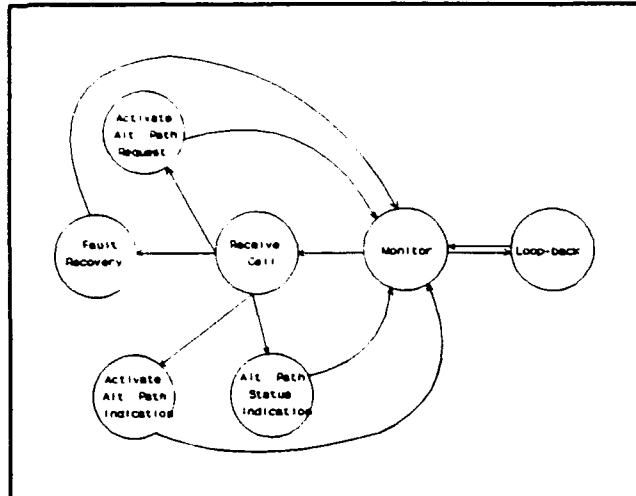 Activate
Alt Path
Request
Fault
Recovery
Receive
Call
Monitor
Loop-back
Activate
Alt Path
Indication
Alt Path
Status
Indication